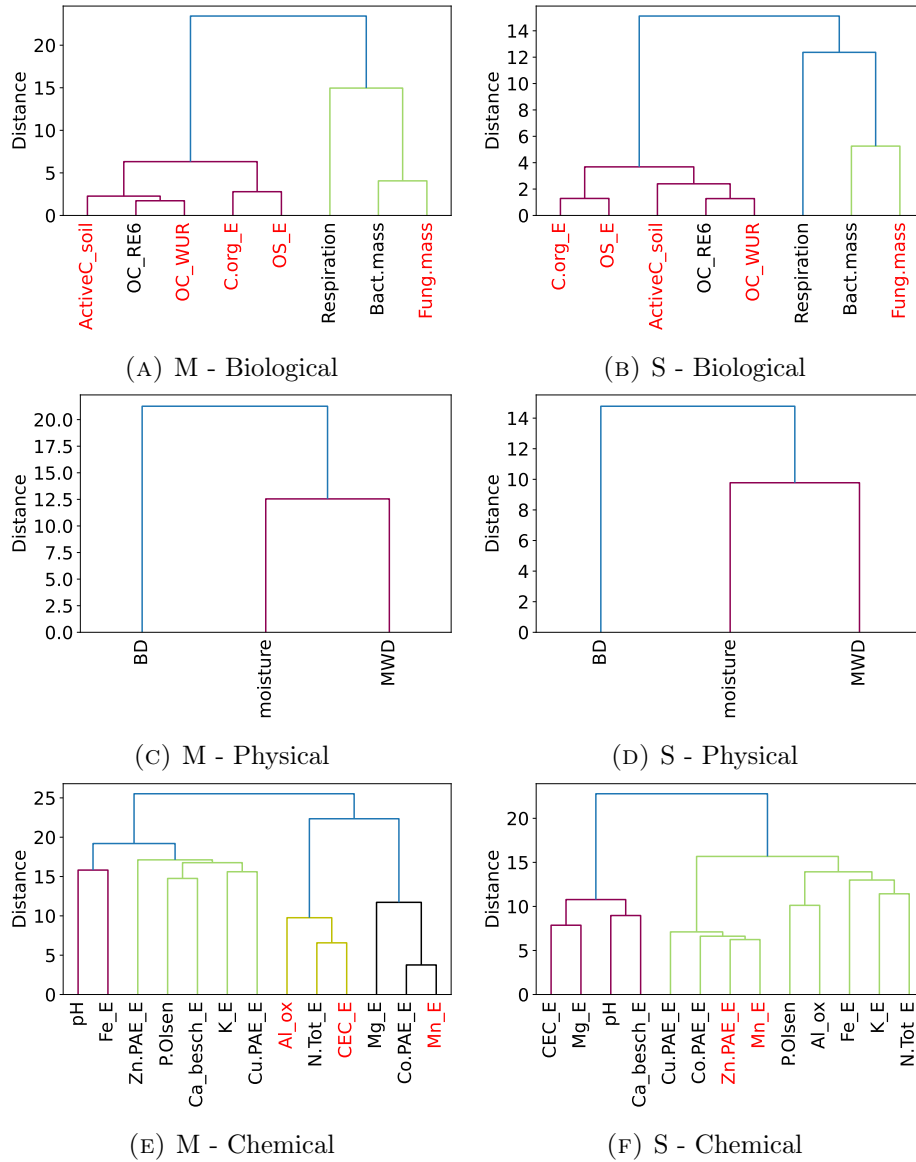 Distance
20
15
10
5
0
ActiveC_soil
OC_RE6
OC_WUR
C.org_E
OS_E
Respiration
Bact.mass
Fung.mass
(A) M - Biological
Distance
14
12
10
8
6
4
2
0
C.org_E
OS_E
ActiveC_soil
OC_RE6
OC_WUR
Respiration
Bact.mass
Fung.mass
(B) S - Biological
Distance
20.0
17.5
15.0
12.5
10.0
7.5
5.0
2.5
0.0
BD
moisture
MWD
(C) M - Physical
Distance
14
12
10
8
6
4
2
0
BD
moisture
MWD
(D) S - Physical
Distance
25
20
15
10
5
0
pH
Fe_E
Zn.PAE_E
P.Olsen
Ca_besch_E
K_E
Cu.PAE_E
Al_ox
N.Tot_E
CEC_E
Mg_E
Co.PAE_E
Mn_E
(E) M - Chemical
Distance
20
15
10
5
0
CEC_E
Mg_E
pH
Ca_besch_E
Cu.PAE_E
Co.PAE_E
Zn.PAE_E
Mn_E
P.Olsen
Al_ox
Fe_E
K_E
N.Tot_E
(F) S - Chemical